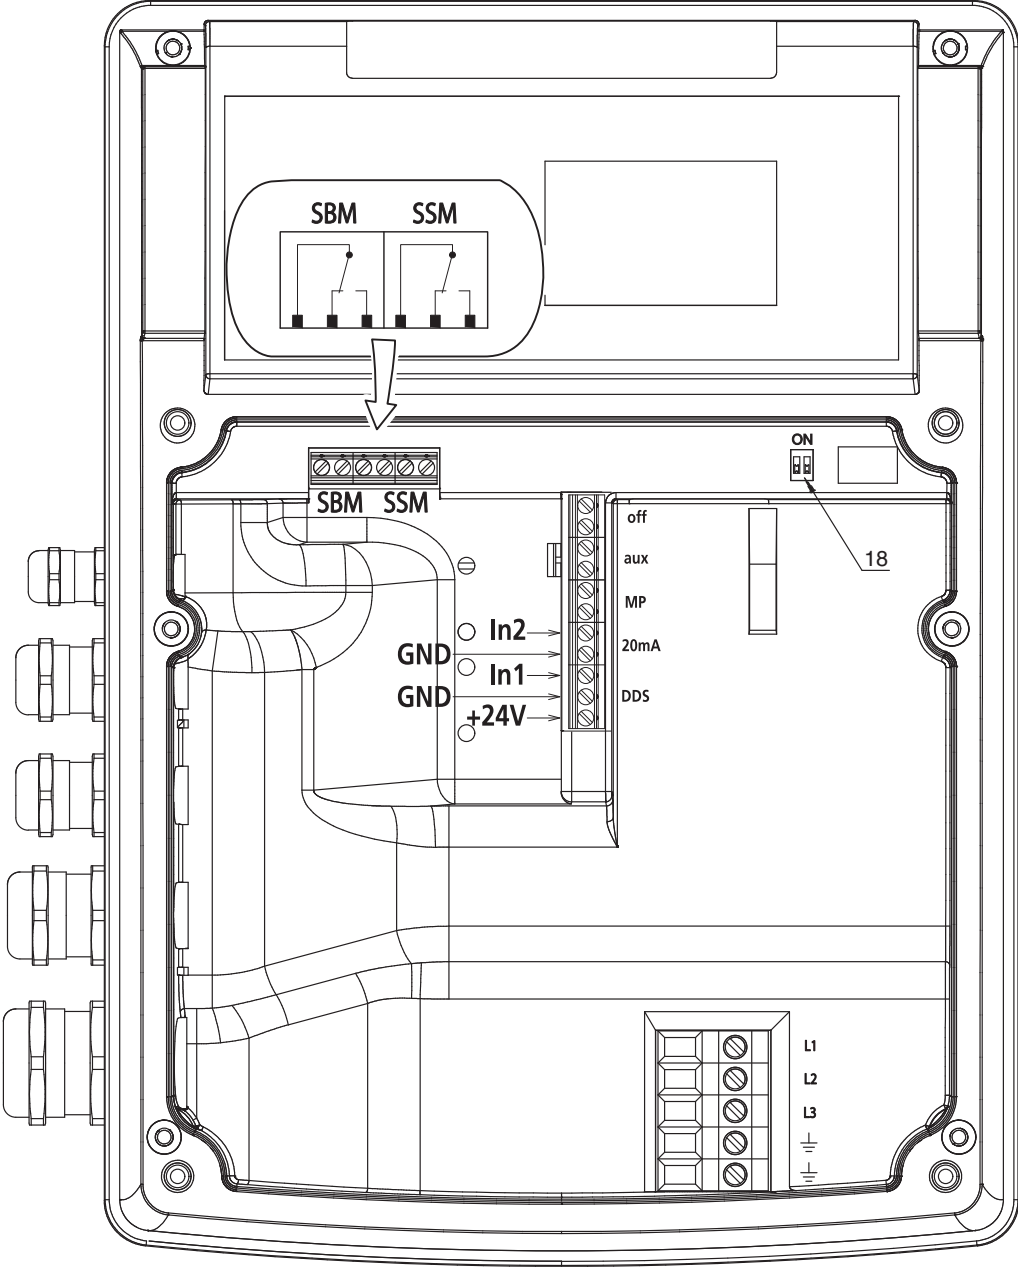 SBM SSM
ON
SBM SSM
off
18
aux
MP
In2
20mA
GND
In1
GND
DDS
+24V
L1
L2
L3